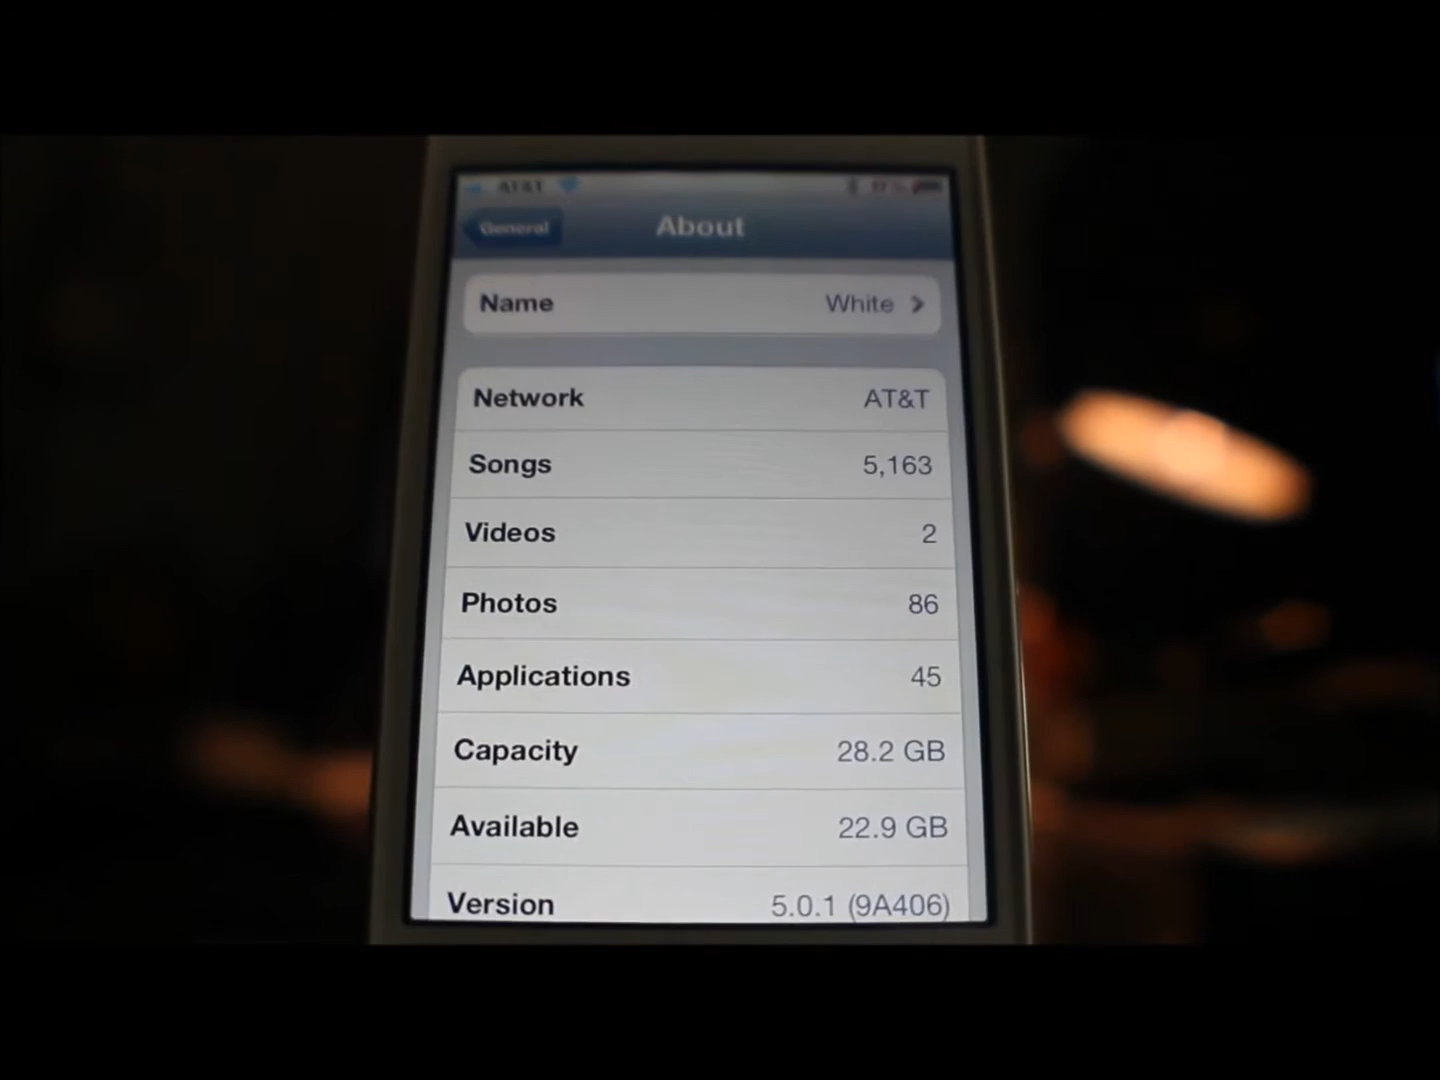 AT&T
General
About
Name White
Network AT&T
Songs 5,163
Videos 2
Photos 86
Applications 45
Capacity 28.2 GB
Available 22.9 GB
Version 5.0.1 (9A406)